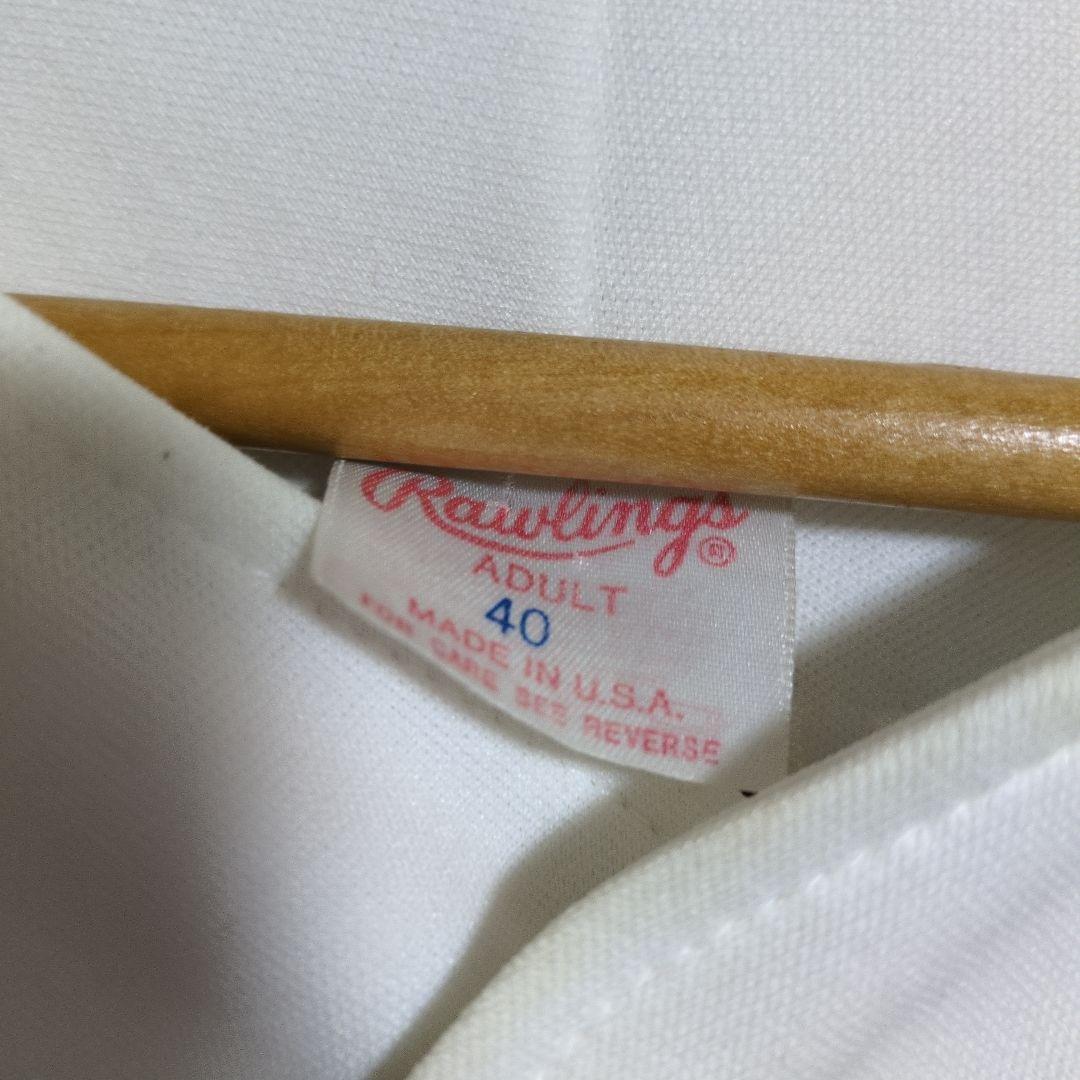 Rawlings®
ADULT
40
MADE IN U.S.A.
FOR CARE SEE REVERSE